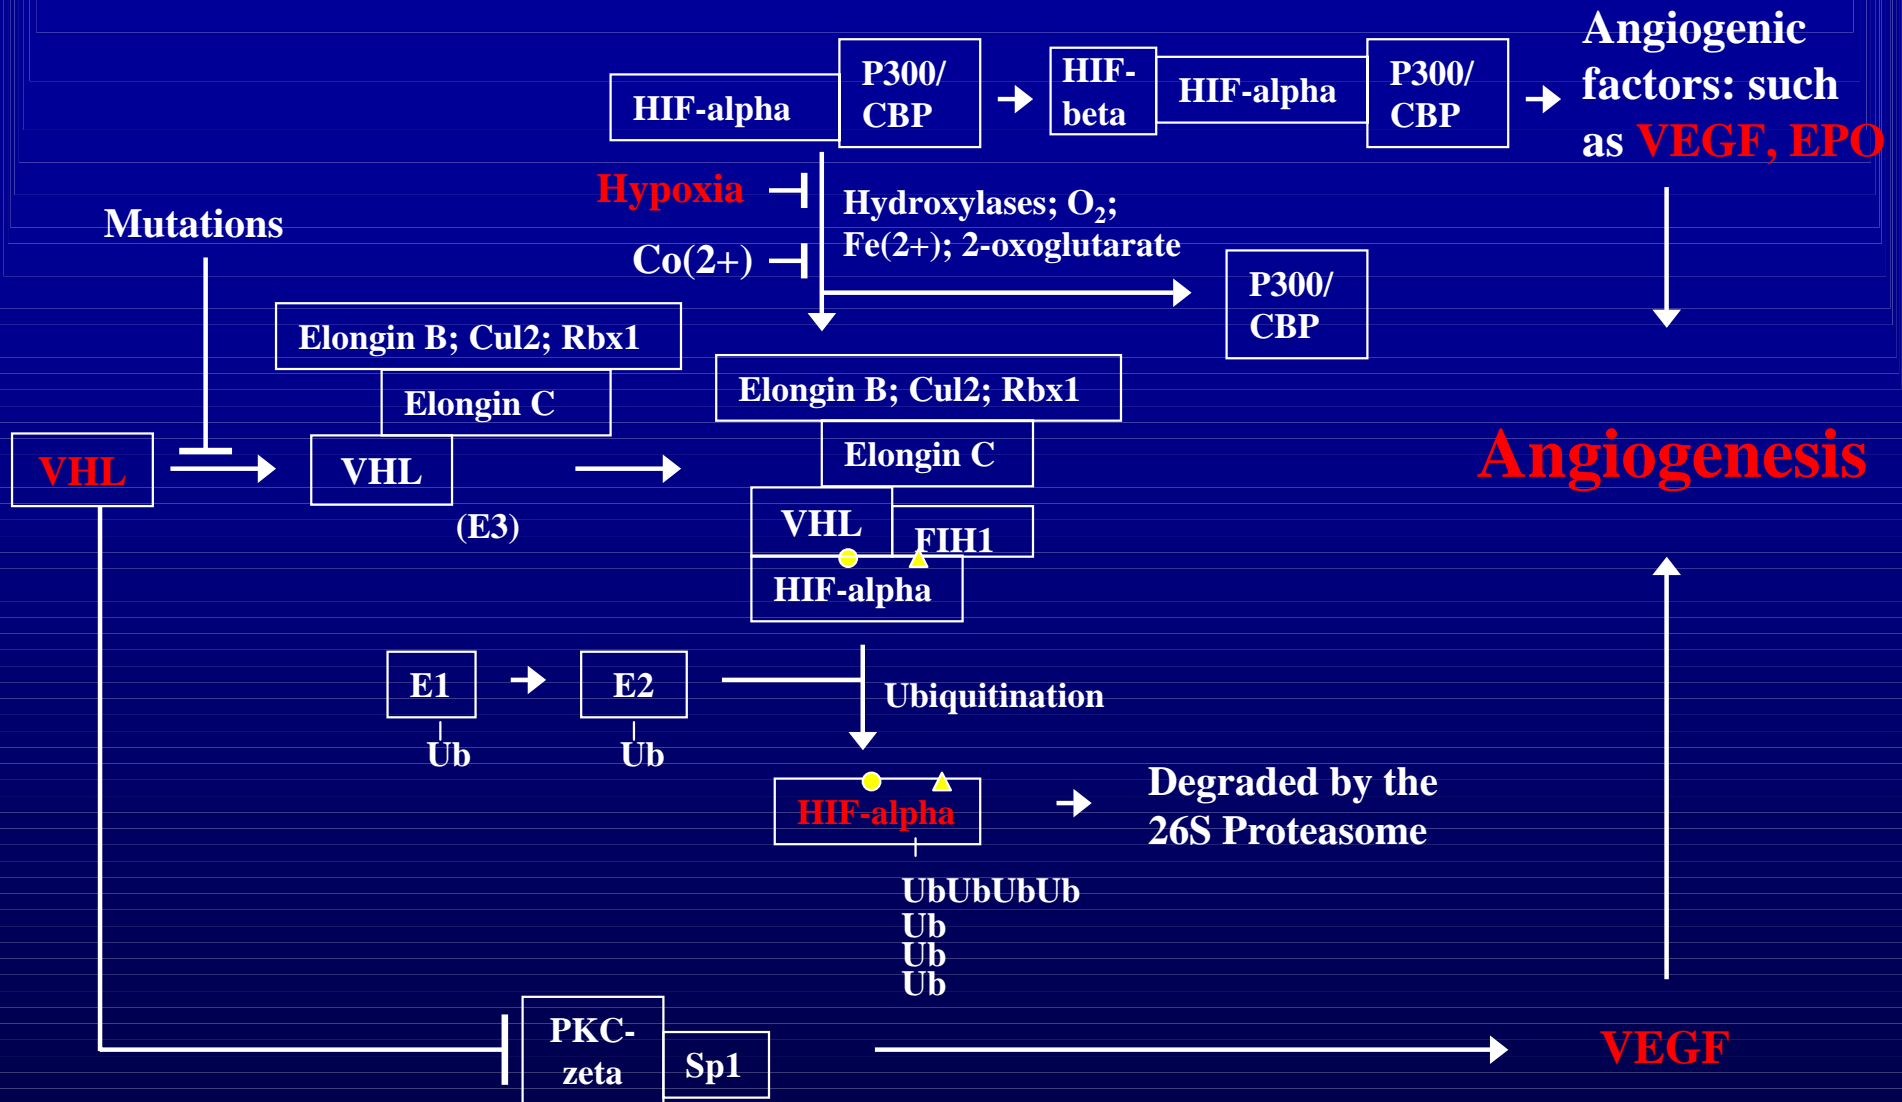 HIF-alpha
P300/
CBP
HIF-
beta
HIF-alpha
P300/
CBP
Angiogenic
factors: such
as VEGF, EPO
Hypoxia
Co(2+)
Hydroxylases; O₂;
Fe(2+); 2-oxoglutarate
P300/
CBP
Mutations
Elongin B; Cul2; Rbx1
Elongin C
VHL
VHL
(E3)
Elongin B; Cul2; Rbx1
Elongin C
VHL
FIH1
HIF-alpha
Angiogenesis
E1
Ub
E2
Ub
Ubiquitination
HIF-alpha
Degraded by the
26S Proteasome
UbUbUbUb
Ub
Ub
Ub
PKC-
zeta
Sp1
VEGF